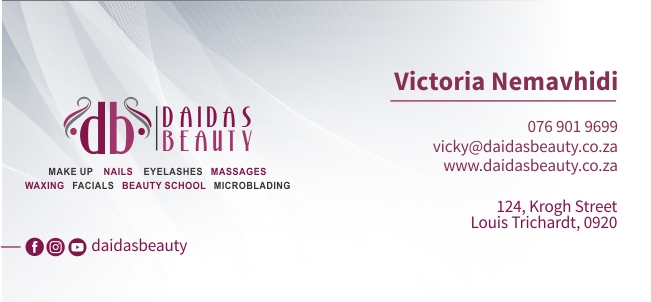 db DAIDAS
BEAUTY
MAKE UP NAILS EYELASHES MASSAGES
WAXING FACIALS BEAUTY SCHOOL MICROBLADING
daidasbeauty
Victoria Nemavhidi
076 901 9699
vicky@daidasbeauty.co.za
www.daidasbeauty.co.za
124, Krogh Street
Louis Trichardt, 0920